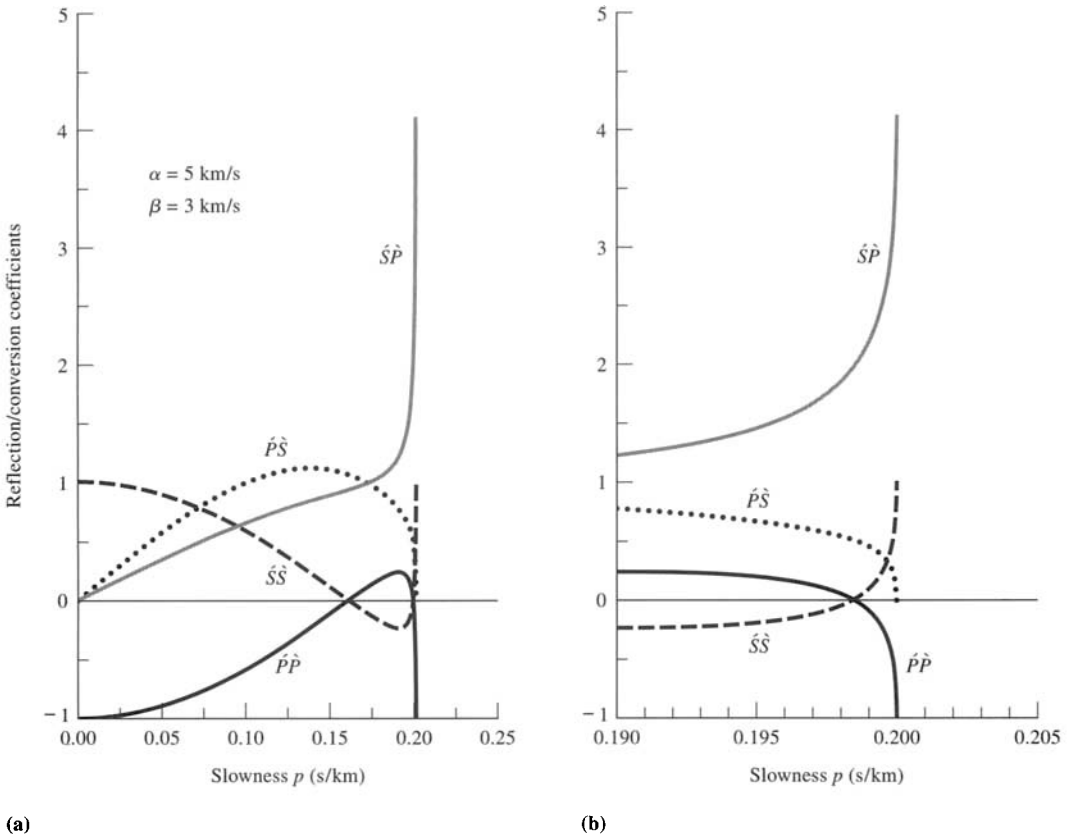 Reflection/conversion coefficients
5
4
3
2
1
0
−1
α = 5 km/s
β = 3 km/s
ŚP̀
ṔS̀
ŚS̀
ṔP̀
0.00 0.05 0.10 0.15 0.20 0.25
Slowness p (s/km)
(a)
5
4
3
2
1
0
−1
ŚP̀
ṔS̀
ŚS̀
ṔP̀
0.190 0.195 0.200 0.205
Slowness p (s/km)
(b)